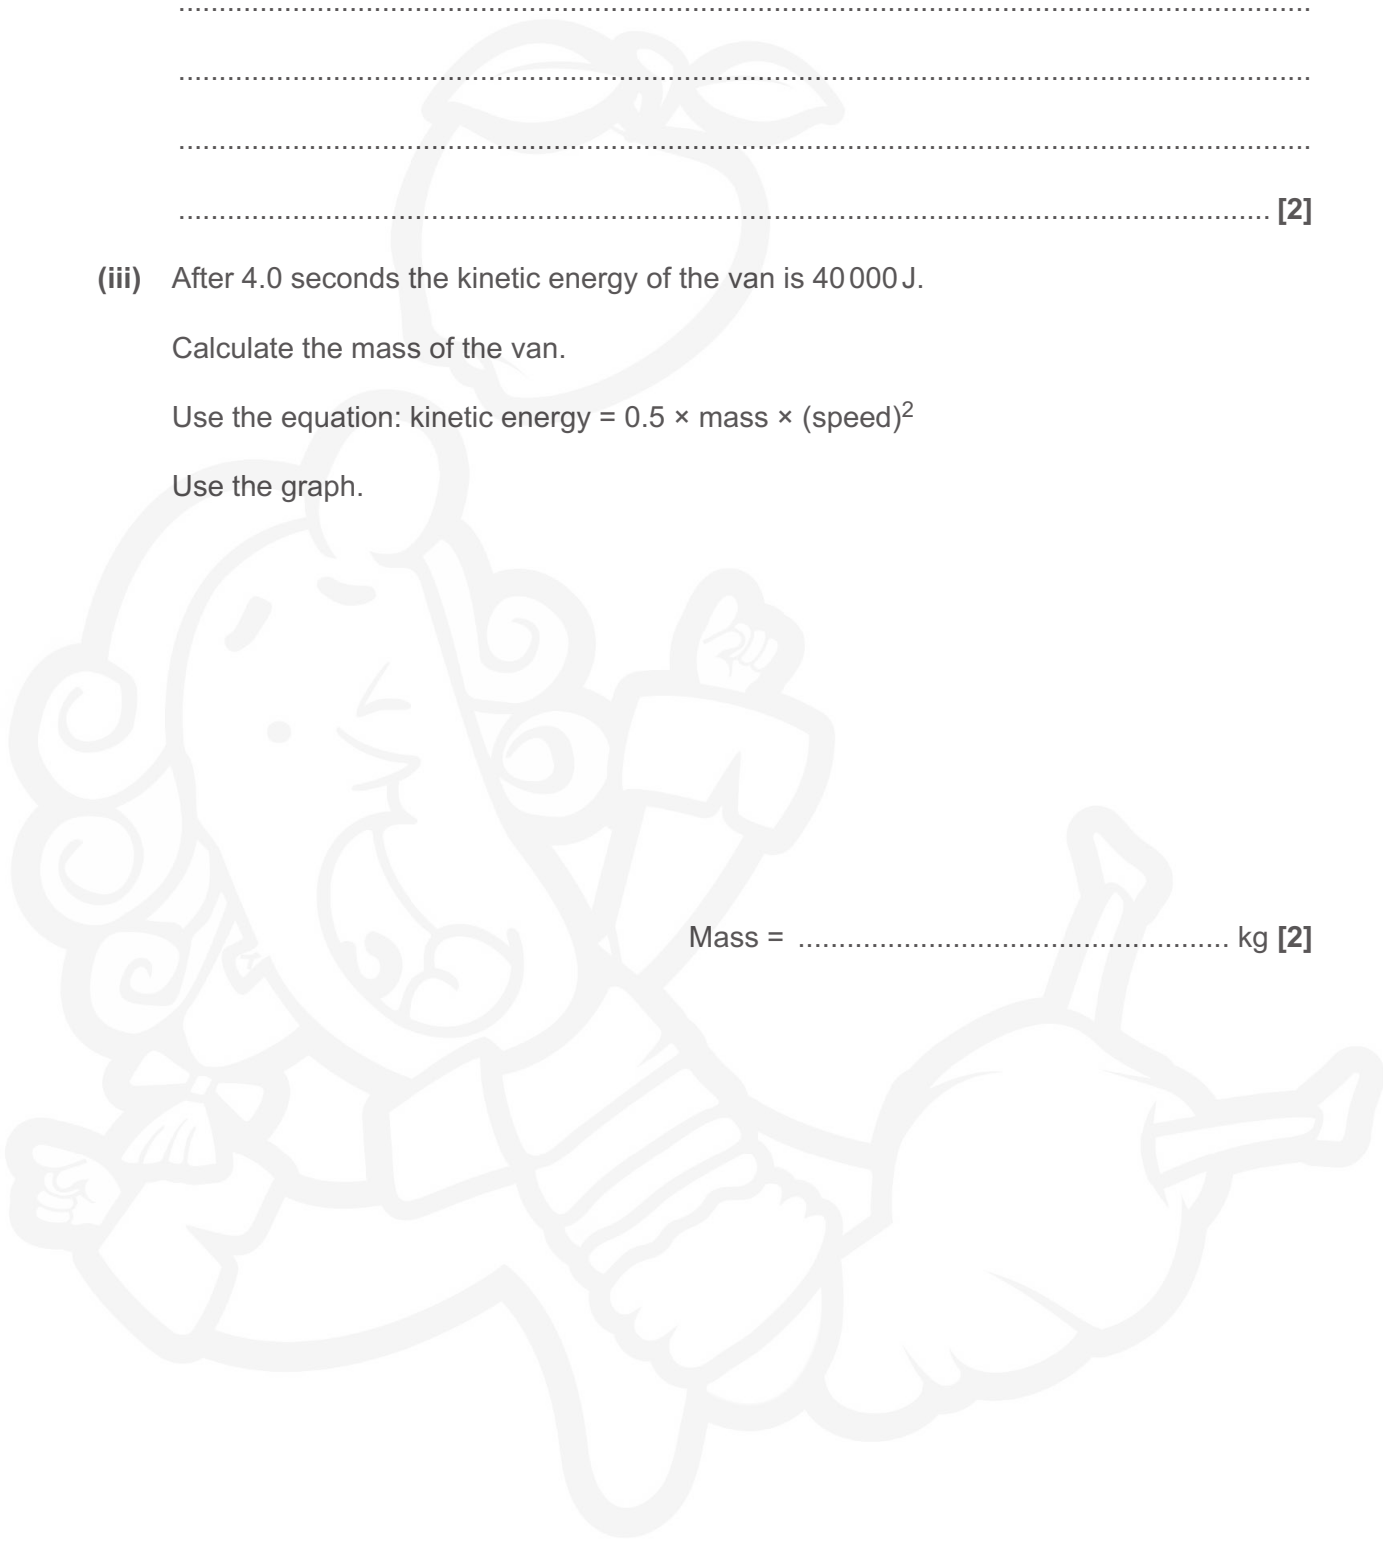 [2]
(iii) After 4.0 seconds the kinetic energy of the van is 40 000 J.
Calculate the mass of the van.
Use the equation: kinetic energy = 0.5 × mass × (speed)²
Use the graph.
Mass = .................................................... kg [2]